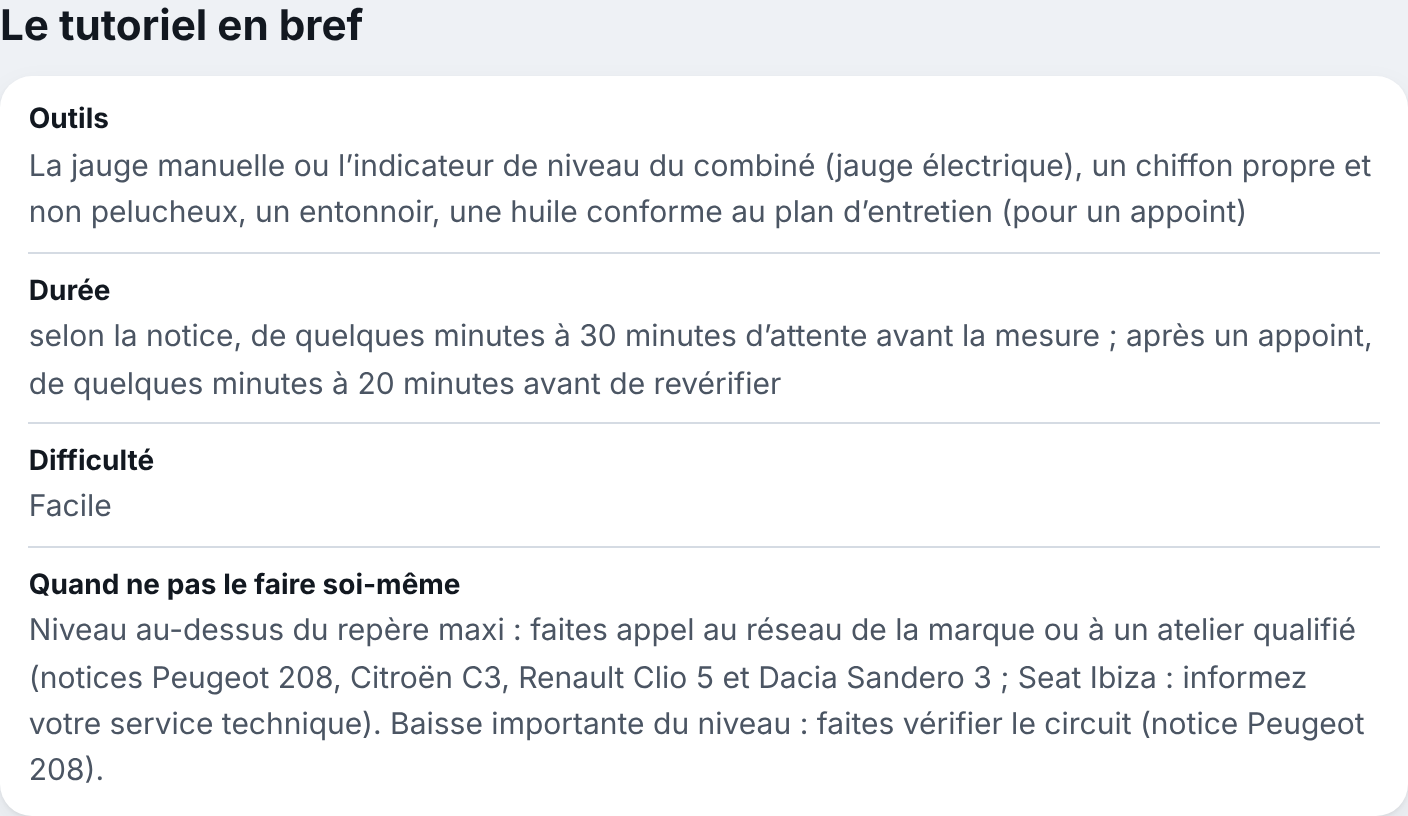 Le tutoriel en bref
Outils
La jauge manuelle ou l’indicateur de niveau du combiné (jauge électrique), un chiffon propre et
non pelucheux, un entonnoir, une huile conforme au plan d’entretien (pour un appoint)
Durée
selon la notice, de quelques minutes à 30 minutes d’attente avant la mesure ; après un appoint,
de quelques minutes à 20 minutes avant de revérifier
Difficulté
Facile
Quand ne pas le faire soi-même
Niveau au-dessus du repère maxi : faites appel au réseau de la marque ou à un atelier qualifié
(notices Peugeot 208, Citroën C3, Renault Clio 5 et Dacia Sandero 3 ; Seat Ibiza : informez
votre service technique). Baisse importante du niveau : faites vérifier le circuit (notice Peugeot
208).